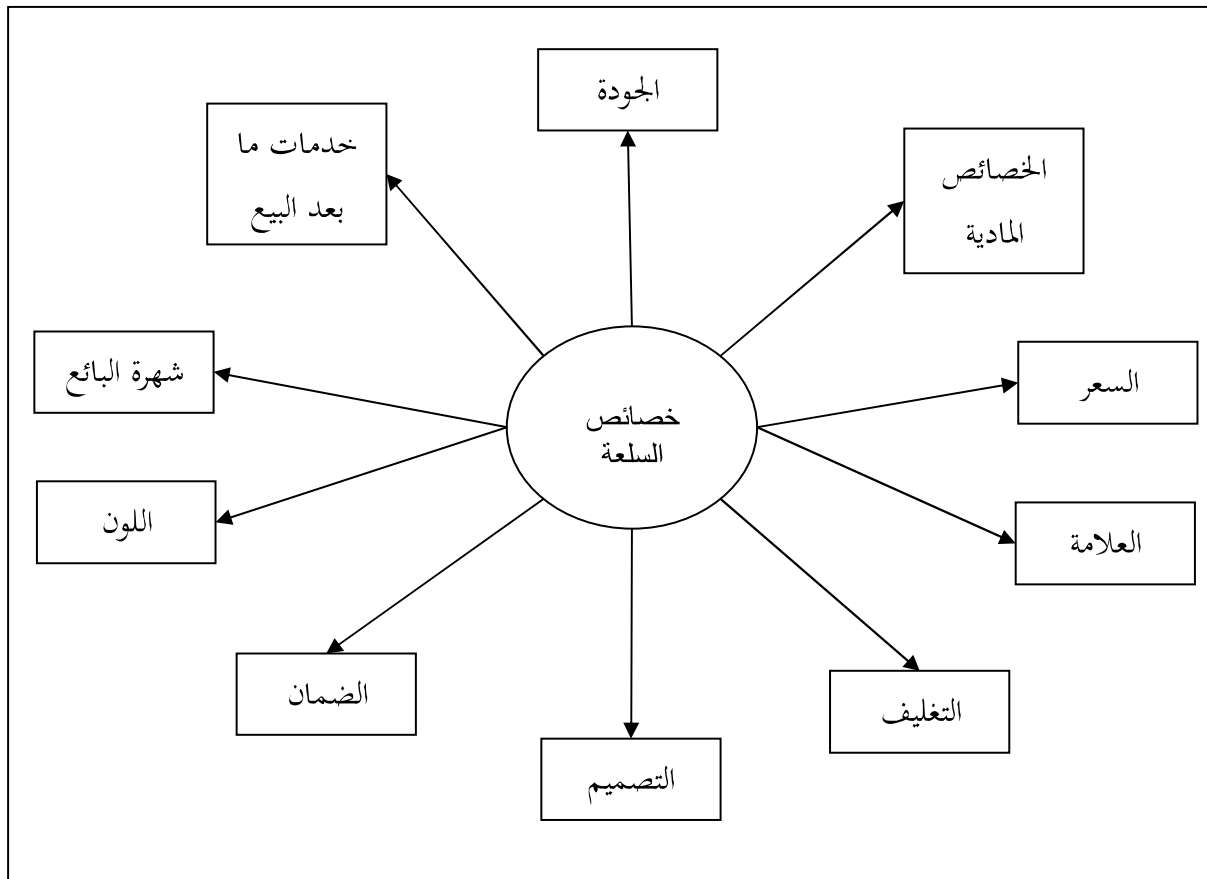 الجودة
خدمات ما
بعد البيع
الخصائص
المادية
شهرة البائع
السعر
خصائص
السلعة
اللون
العلامة
الضمان
التغليف
التصميم